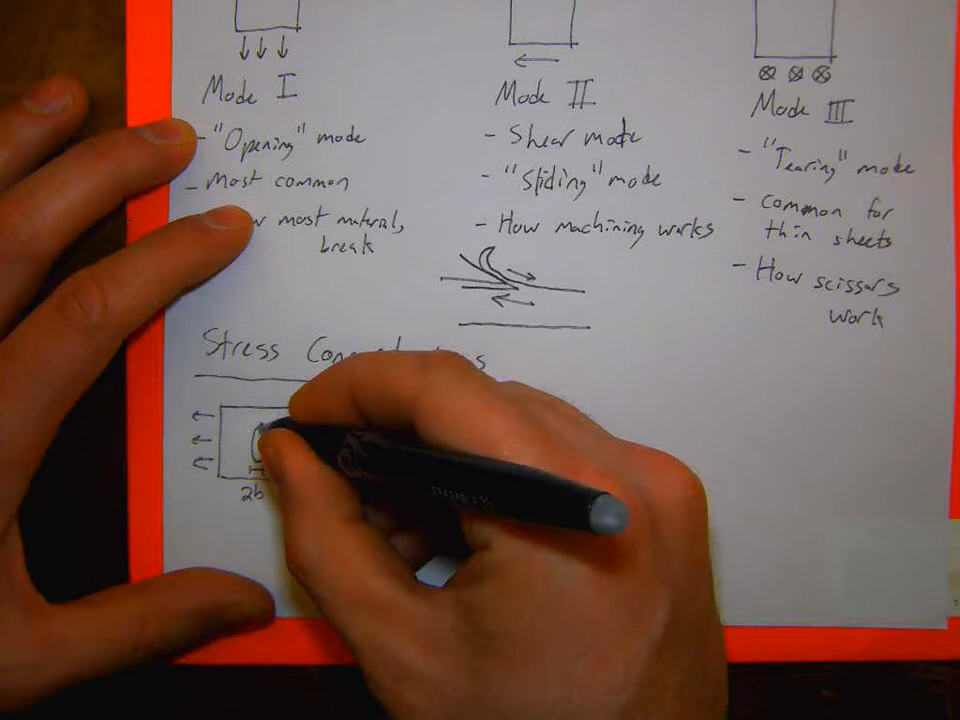 Mode I
- "Opening" mode
- Most common
most materials
break
Mode II
- Shear mode
- "Sliding" mode
- How machining works
Mode III
- "Tearing" mode
- Common for
thin sheets
- How scissors
work
Stress
2b